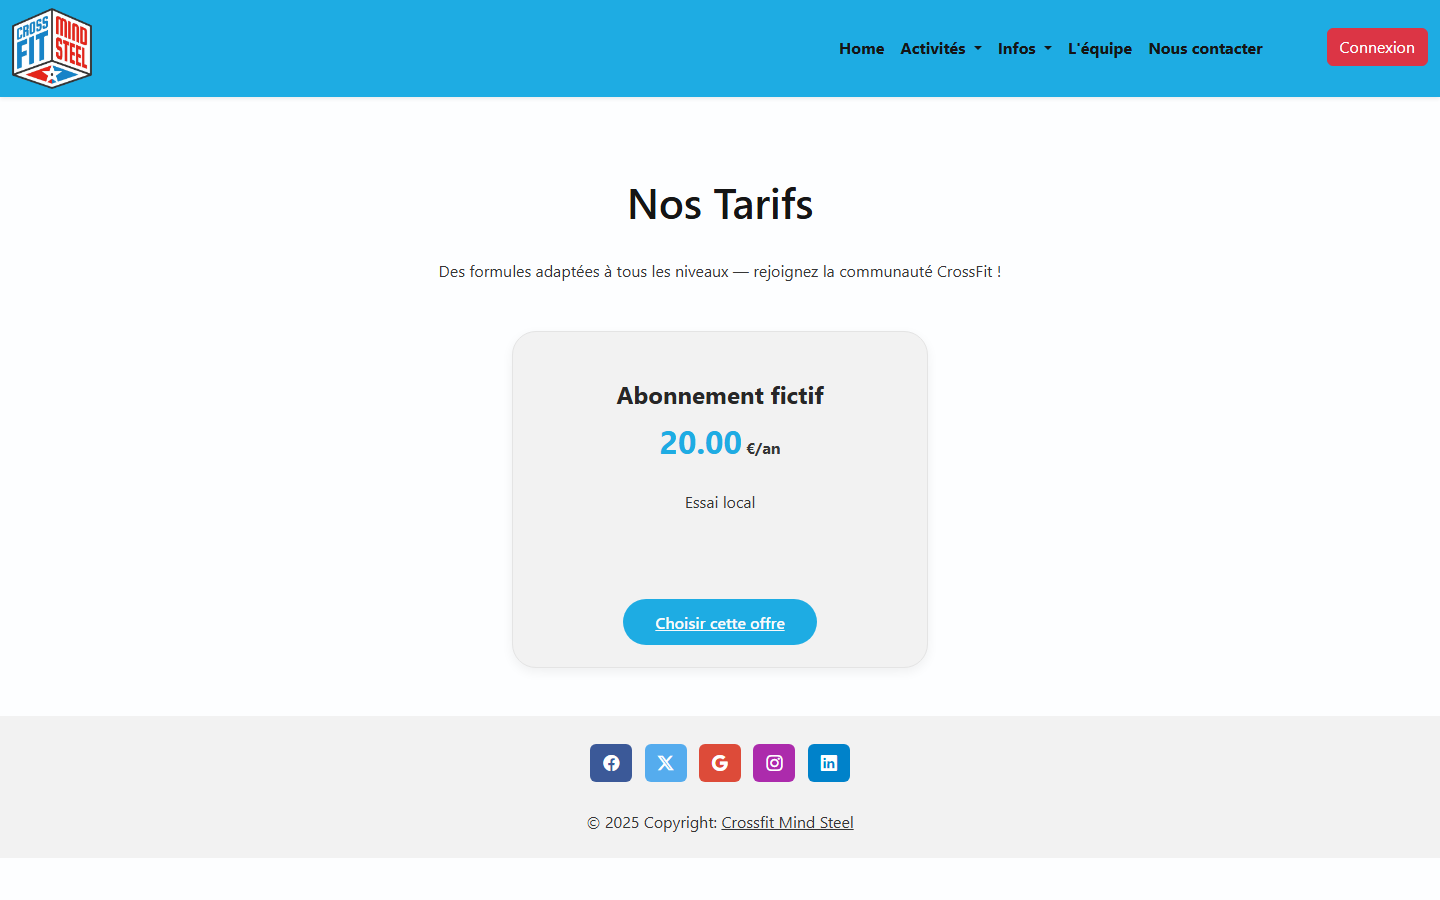 CROSS FIT MIND STEEL
Home Activités Infos L'équipe Nous contacter Connexion
Nos Tarifs
Des formules adaptées à tous les niveaux — rejoignez la communauté CrossFit !
Abonnement fictif
20.00 €/an
Essai local
Choisir cette offre
© 2025 Copyright: Crossfit Mind Steel